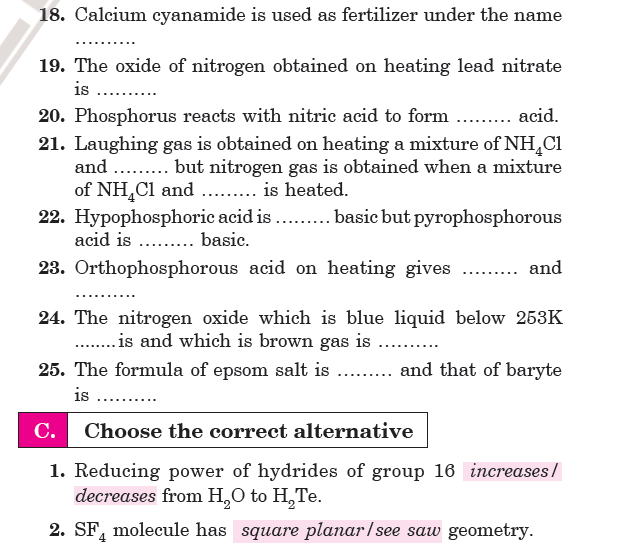 18. Calcium cyanamide is used as fertilizer under the name
..........
19. The oxide of nitrogen obtained on heating lead nitrate
is ..........
20. Phosphorus reacts with nitric acid to form ......... acid.
21. Laughing gas is obtained on heating a mixture of NH₄Cl
and ......... but nitrogen gas is obtained when a mixture
of NH₄Cl and ......... is heated.
22. Hypophosphoric acid is ......... basic but pyrophosphorous
acid is ......... basic.
23. Orthophosphorous acid on heating gives ......... and
..........
24. The nitrogen oxide which is blue liquid below 253K
........ is and which is brown gas is ..........
25. The formula of epsom salt is ......... and that of baryte
is ..........
C. Choose the correct alternative
1. Reducing power of hydrides of group 16 increases/
decreases from H₂O to H₂Te.
2. SF₄ molecule has square planar/see saw geometry.